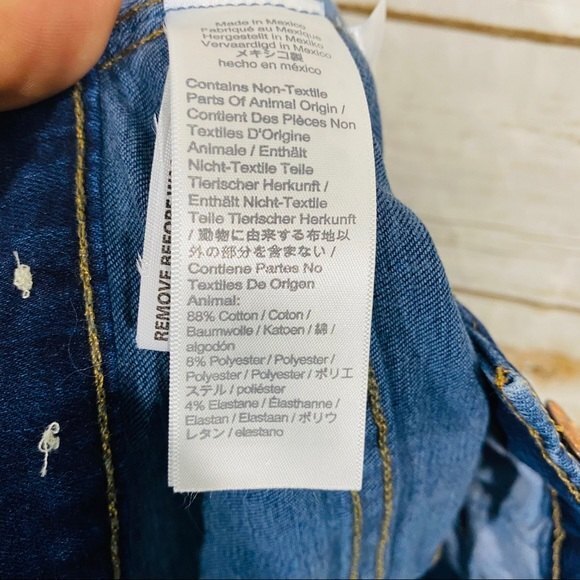 Made in Mexico
Fabriqué au Mexique
Hergestellt in Mexiko
Vervaardigd in Mexico
メキシコ製
hecho en méxico
Contains Non-Textile
Parts Of Animal Origin /
Contient Des Pièces Non
Textiles D'Origine
Animale / Enthält
Nicht-Textile Teile
Tierischer Herkunft /
Enthält Nicht-Textile
Teile Tierischer Herkunft
/ 動物に由来する布地以
外の部分を含まない /
Contiene Partes No
Textiles De Origen
Animal:
88% Cotton / Coton /
Baumwolle / Katoen / 綿 /
algodón
8% Polyester / Polyester /
Polyester / Polyester / ポリエ
ステル / poliéster
4% Elastane / Élasthanne /
Elastan / Elastaan / ポリウ
レタン / elastano
REMOVE BEFORE